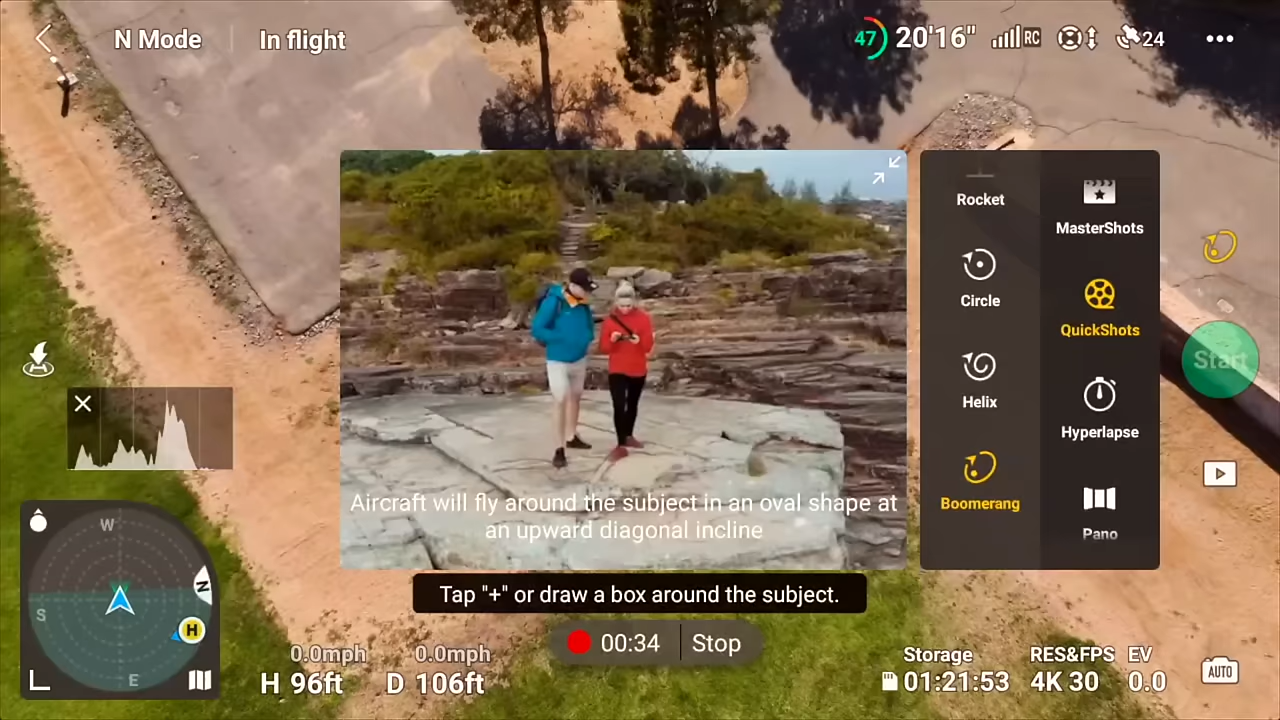 N Mode
In flight
47
20'16"
RC
24
Rocket
MasterShots
Circle
QuickShots
Start
Helix
Hyperlapse
Boomerang
Pano
Aircraft will fly around the subject in an oval shape at
an upward diagonal incline
Tap "+" or draw a box around the subject.
00:34
Stop
W
N
S
H
E
0.0mph
0.0mph
H 96ft
D 106ft
Storage
RES&FPS
EV
01:21:53
4K 30
0.0
AUTO